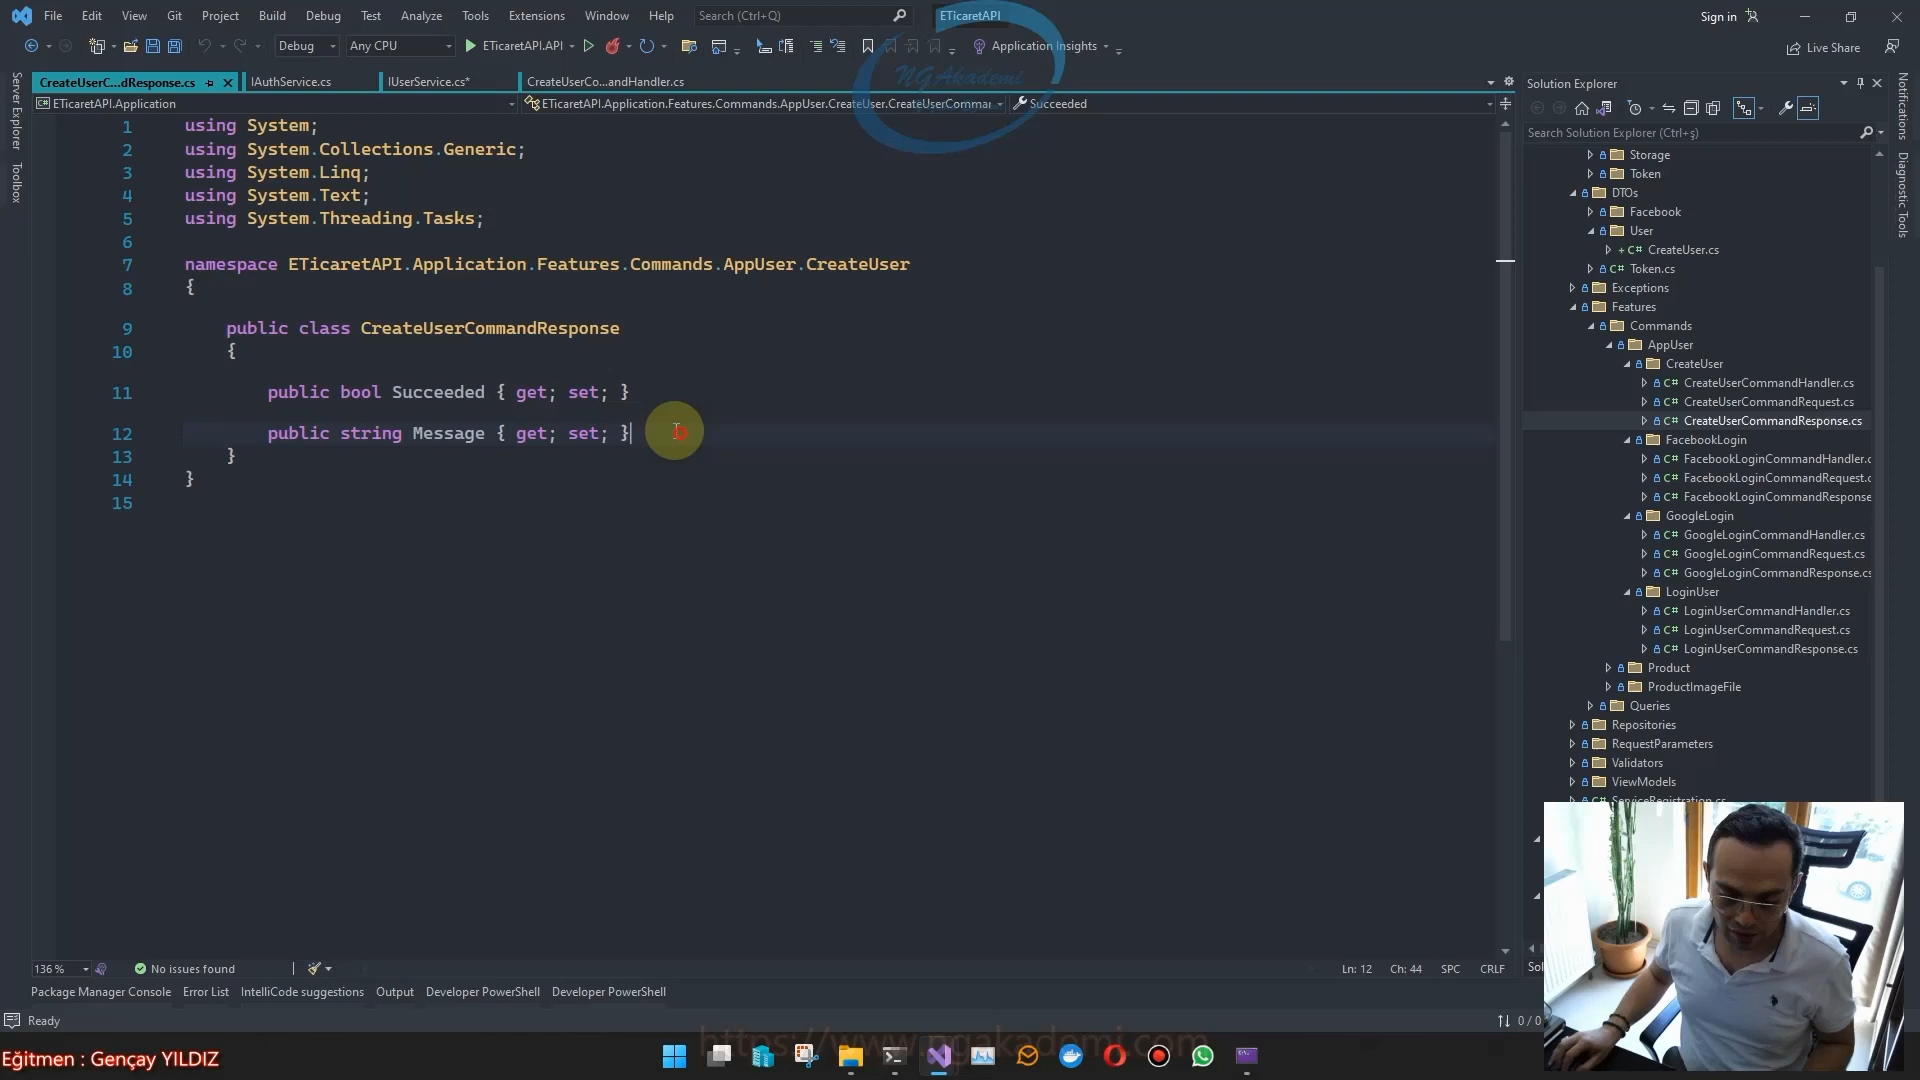 File Edit View Git Project Build Debug Test Analyze Tools Extensions Window Help Search (Ctrl+Q) ETicaretAPI Sign in
Debug Any CPU ETicaretAPI.API Application Insights Live Share
NGAkademi
Server Explorer
Toolbox
CreateUserC...dResponse.cs IAuthService.cs IUserService.cs* CreateUserCo...andHandler.cs
ETicaretAPI.Application ETicaretAPI.Application.Features.Commands.AppUser.CreateUser.CreateUserCommar Succeeded
1 using System;
2 using System.Collections.Generic;
3 using System.Linq;
4 using System.Text;
5 using System.Threading.Tasks;
6
7 namespace ETicaretAPI.Application.Features.Commands.AppUser.CreateUser
8 {
9 public class CreateUserCommandResponse
10 {
11 public bool Succeeded { get; set; }
12 public string Message { get; set; }
13 }
14 }
15
Solution Explorer
Search Solution Explorer (Ctrl+ş)
Storage
Token
DTOs
Facebook
User
+ C# CreateUser.cs
C# Token.cs
Exceptions
Features
Commands
AppUser
CreateUser
C# CreateUserCommandHandler.cs
C# CreateUserCommandRequest.cs
C# CreateUserCommandResponse.cs
FacebookLogin
C# FacebookLoginCommandHandler.c
C# FacebookLoginCommandRequest.c
C# FacebookLoginCommandResponse
GoogleLogin
C# GoogleLoginCommandHandler.cs
C# GoogleLoginCommandRequest.cs
C# GoogleLoginCommandResponse.cs
LoginUser
C# LoginUserCommandHandler.cs
C# LoginUserCommandRequest.cs
C# LoginUserCommandResponse.cs
Product
ProductImageFile
Queries
Repositories
RequestParameters
Validators
ViewModels
C# ServiceRegistration.cs
Sol
Notifications
Diagnostic Tools
136 % No issues found Ln: 12 Ch: 44 SPC CRLF
Package Manager Console Error List IntelliCode suggestions Output Developer PowerShell Developer PowerShell
Ready 0 / 0
https://www.ngakademi.com
Eğitmen : Gençay YILDIZ